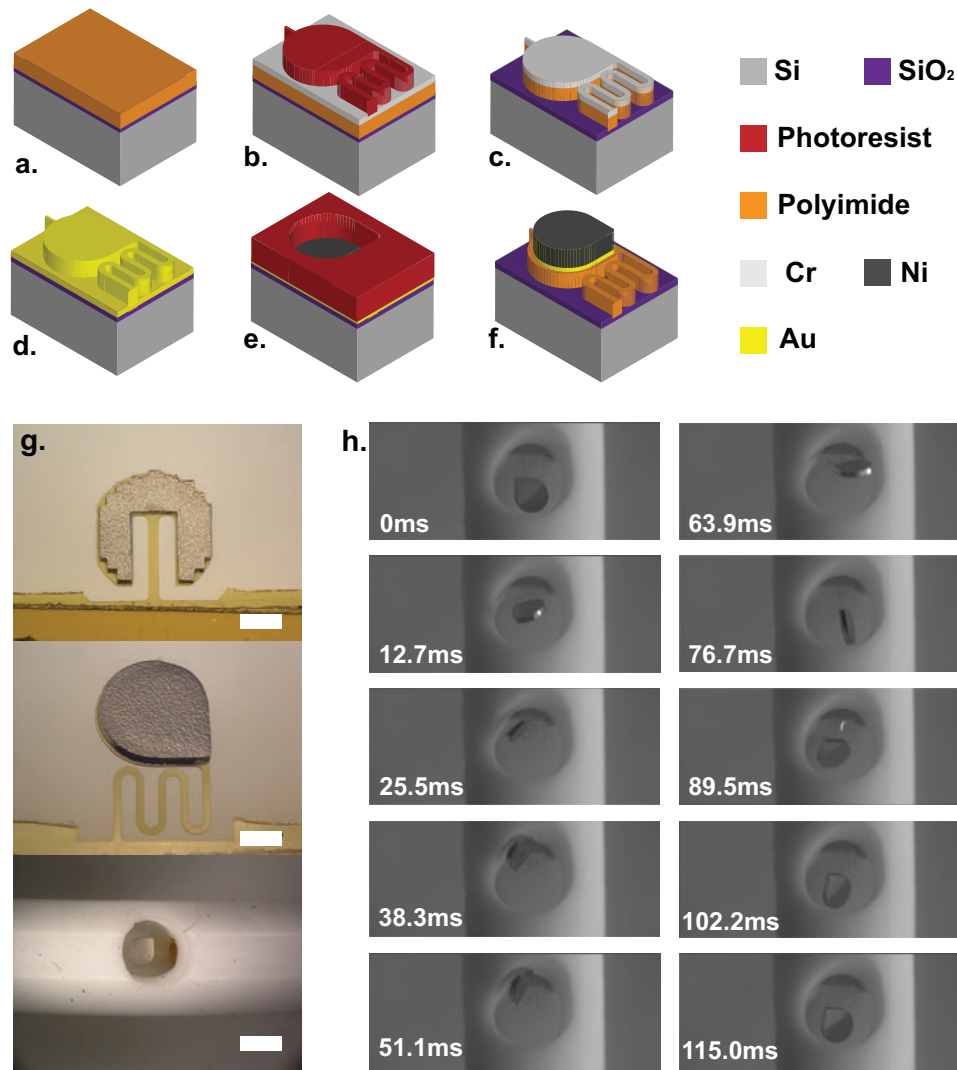 a.
b.
c.
d.
e.
f.
Si
SiO₂
Photoresist
Polyimide
Cr
Ni
Au
g.
h.
0ms
12.7ms
25.5ms
38.3ms
51.1ms
63.9ms
76.7ms
89.5ms
102.2ms
115.0ms